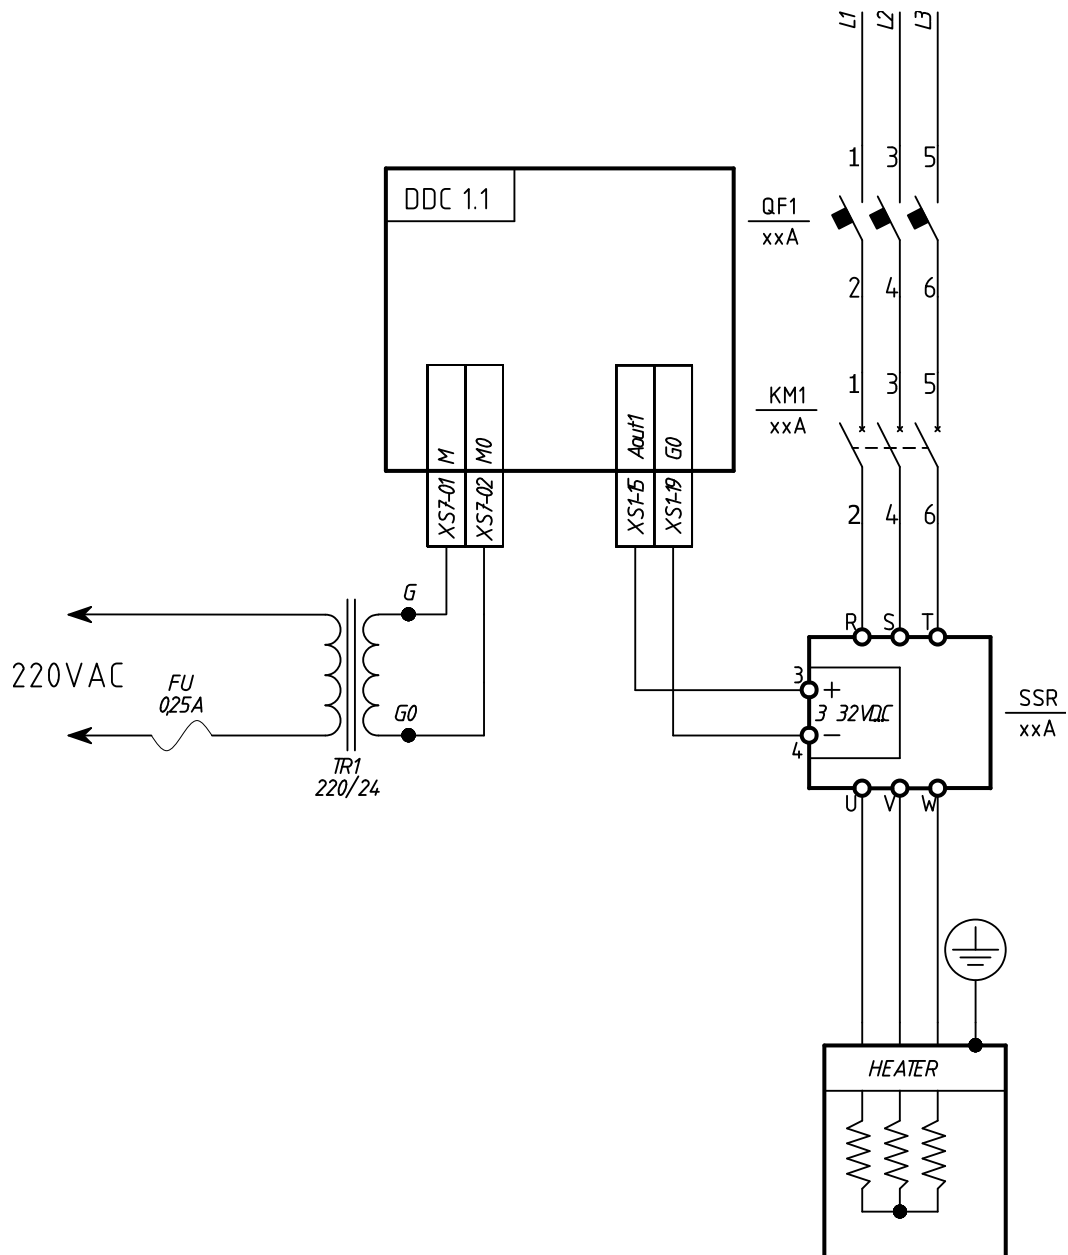 L1 L2 L3
1 3 5
DDC 1.1
QF1
xxA
2 4 6
1 3 5
KM1
xxA
M M0 Aout1 G0
XS7-01 XS7-02 XS1-15 XS1-19
2 4 6
G
R S T
220VAC
FU
0,25A
G0
3 +
3 32VDC
4 −
SSR
xxA
TR1
220/24
U V W
HEATER